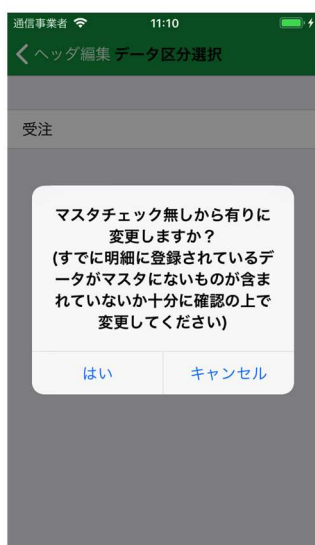 通信事業者 11:10
ヘッダ編集 データ区分選択
受注
マスタチェック無しから有りに
変更しますか？
(すでに明細に登録されているデ
ータがマスタにないものが含ま
れていないか十分に確認の上で
変更してください)
はい キャンセル